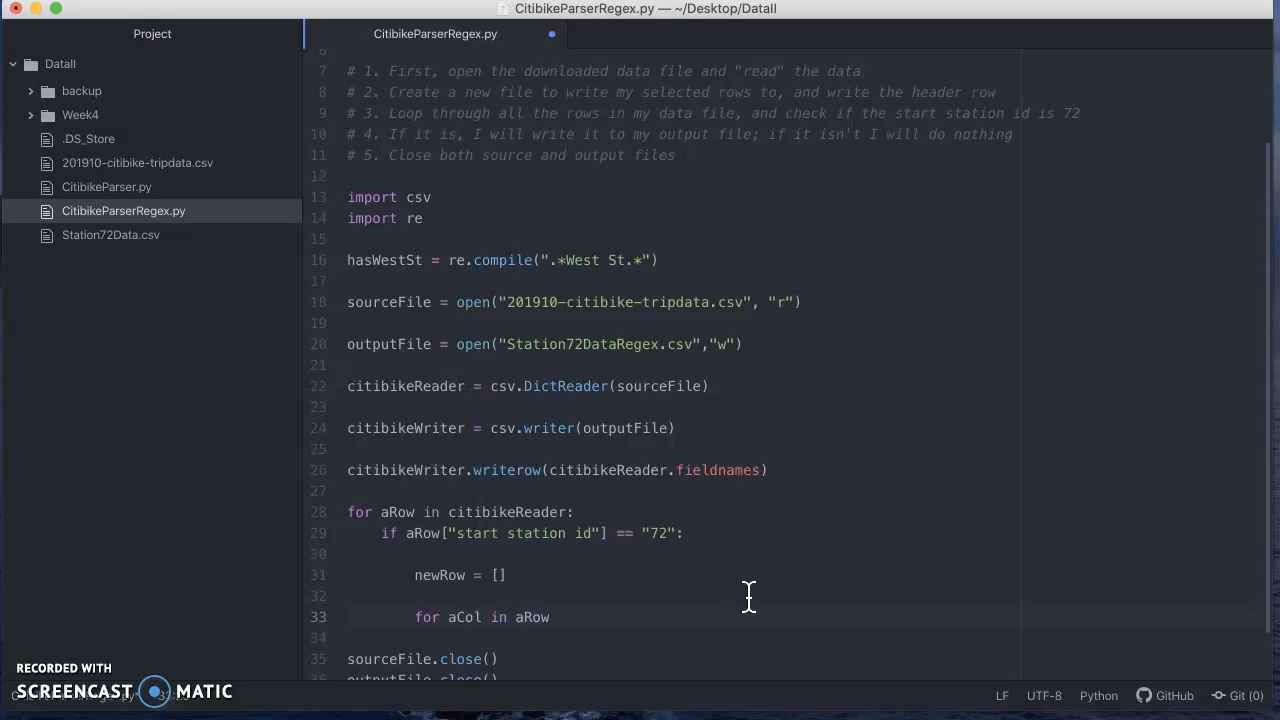 CitibikeParserRegex.py — ~/Desktop/DataII
Project
CitibikeParserRegex.py
DataII
backup
Week4
.DS_Store
201910-citibike-tripdata.csv
CitibikeParser.py
CitibikeParserRegex.py
Station72Data.csv
6
7 # 1. First, open the downloaded data file and "read" the data
8 # 2. Create a new file to write my selected rows to, and write the header row
9 # 3. Loop through all the rows in my data file, and check if the start station id is 72
10 # 4. If it is, I will write it to my output file; if it isn't I will do nothing
11 # 5. Close both source and output files
12
13 import csv
14 import re
15
16 hasWestSt = re.compile(".*West St.*")
17
18 sourceFile = open("201910-citibike-tripdata.csv", "r")
19
20 outputFile = open("Station72DataRegex.csv","w")
21
22 citibikeReader = csv.DictReader(sourceFile)
23
24 citibikeWriter = csv.writer(outputFile)
25
26 citibikeWriter.writerow(citibikeReader.fieldnames)
27
28 for aRow in citibikeReader:
29 if aRow["start station id"] == "72":
30
31 newRow = []
32
33 for aCol in aRow
34
35 sourceFile.close()
36 outputFile.close()
RECORDED WITH
SCREENCAST MATIC
LF UTF-8 Python GitHub Git (0)